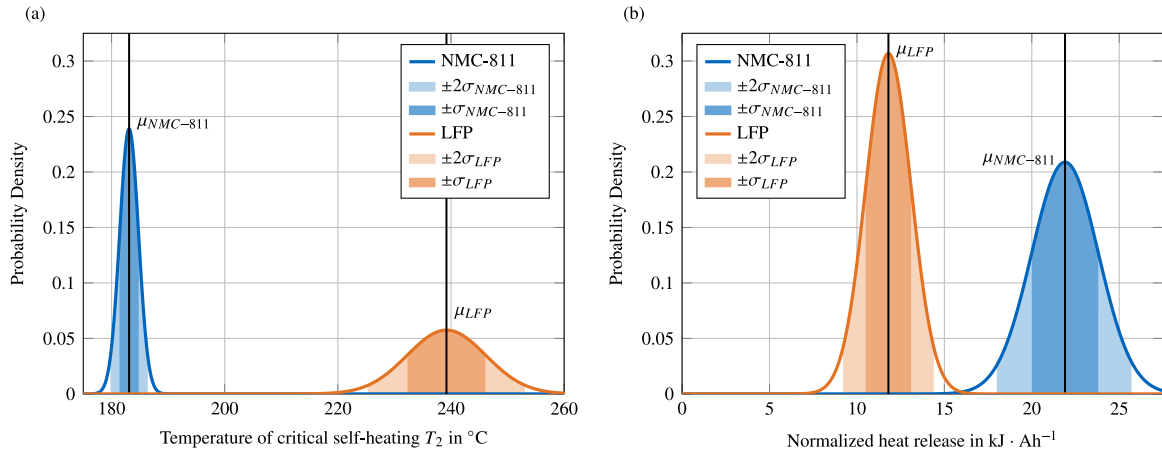 (a)
0.3
0.25
0.2
0.15
0.1
0.05
0
180
200
220
240
260
Probability Density
Temperature of critical self-heating T₂ in °C
μNMC−811
μLFP
NMC-811
±2σNMC−811
±σNMC−811
LFP
±2σLFP
±σLFP
(b)
0.3
0.25
0.2
0.15
0.1
0.05
0
0
5
10
15
20
25
Probability Density
Normalized heat release in kJ · Ah⁻¹
μLFP
μNMC−811
NMC-811
±2σNMC−811
±σNMC−811
LFP
±2σLFP
±σLFP